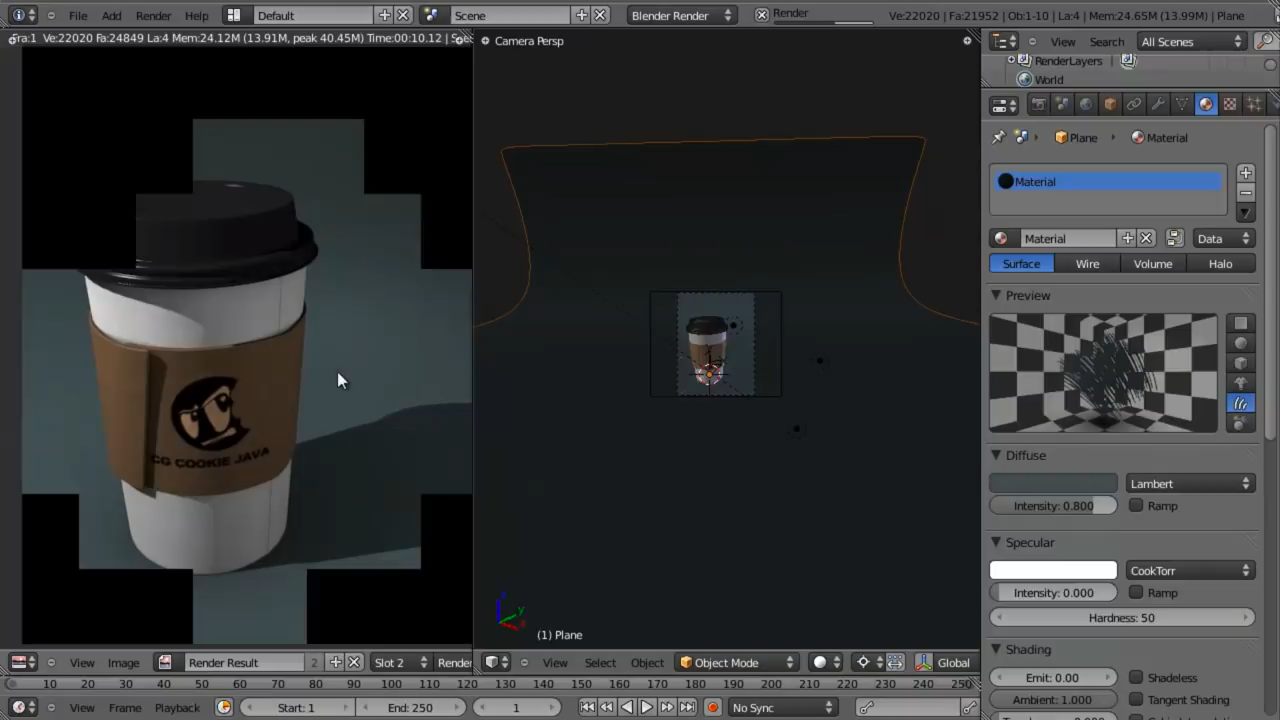 File Add Render Help Default Scene Blender Render Render Ve:22020 | Fa:21952 | Ob:1-10 | La:4 | Mem:24.65M (13.99M) | Plane
Fra:1 Ve:22020 Fa:24849 La:4 Mem:24.12M (13.91M, peak 40.45M) Time:00:10.12 |
Camera Persp
View Search All Scenes
RenderLayers |
World
Plane Material
Material
Material Data
Surface Wire Volume Halo
Preview
CG COOKIE JAVA
Diffuse
Lambert
Intensity: 0.800 Ramp
Specular
CookTorr
Intensity: 0.000 Ramp
Hardness: 50
z y x
(1) Plane
Shading
Emit: 0.00 Shadeless
Ambient: 1.000 Tangent Shading
View Image Render Result 2 Slot 2 Render
View Select Object Object Mode Global
10 20 30 40 50 60 70 80 90 100 110 120 130 140 150 160 170 180 190 200 210 220 230 240 250
View Frame Playback Start: 1 End: 250 1 No Sync